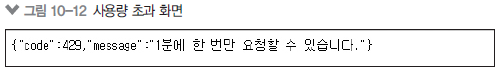 그림 10-12 사용량 초과 화면
{"code":429,"message":"1분에 한 번만 요청할 수 있습니다."}